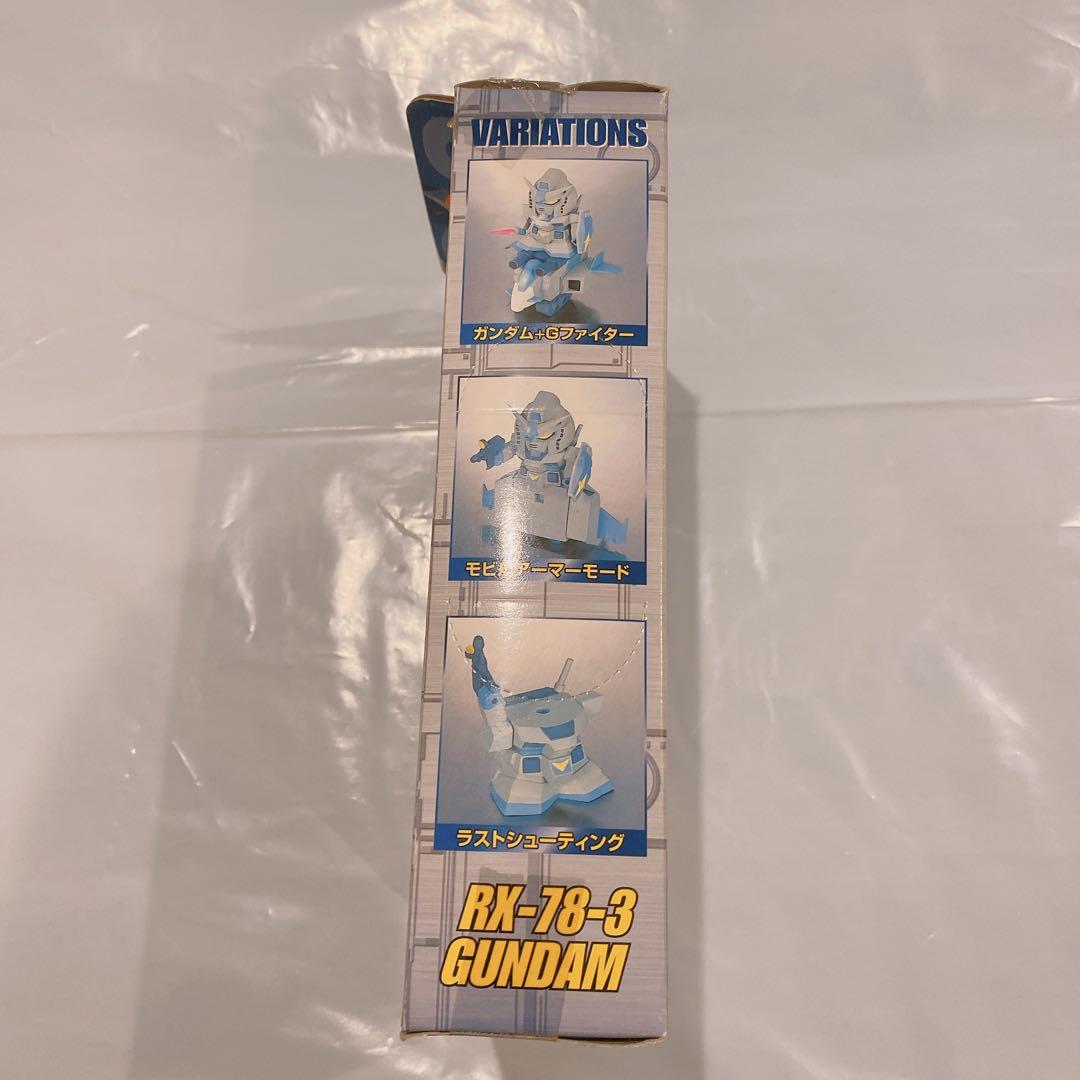 VARIATIONS
ガンダム+Gファイター
モビルアーマーモード
ラストシューティング
RX-78-3
GUNDAM